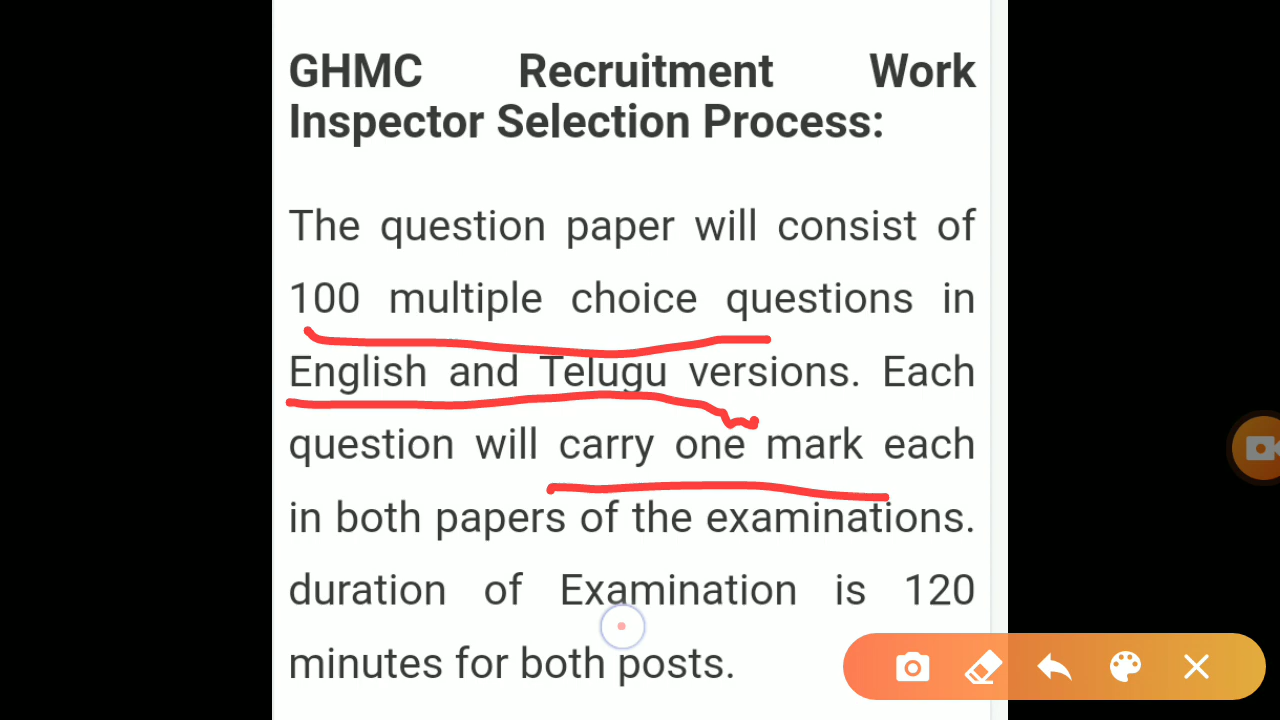 GHMC Recruitment Work
Inspector Selection Process:
The question paper will consist of
100 multiple choice questions in
English and Telugu versions. Each
question will carry one mark each
in both papers of the examinations.
duration of Examination is 120
minutes for both posts.